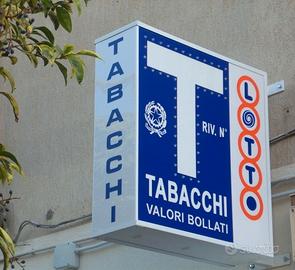 TABACCHI
T
RIV. N°
TABACCHI
VALORI BOLLATI
LOTTO